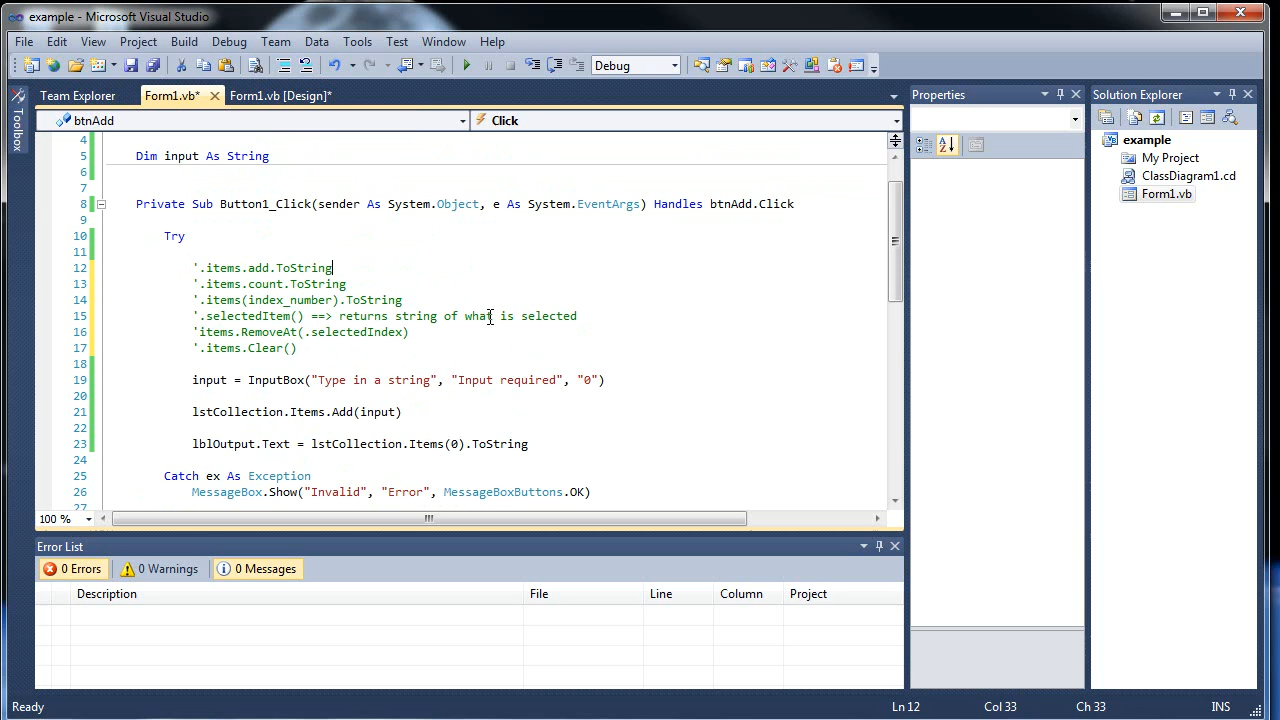 example - Microsoft Visual Studio
File Edit View Project Build Debug Team Data Tools Test Window Help
Debug
Team Explorer Form1.vb* Form1.vb [Design]*
btnAdd Click
4
5 Dim input As String
6
7
8 Private Sub Button1_Click(sender As System.Object, e As System.EventArgs) Handles btnAdd.Click
9
10 Try
11
12 '.items.add.ToString
13 '.items.count.ToString
14 '.items(index_number).ToString
15 '.selectedItem() ==> returns string of what is selected
16 'items.RemoveAt(.selectedIndex)
17 '.items.Clear()
18
19 input = InputBox("Type in a string", "Input required", "0")
20
21 lstCollection.Items.Add(input)
22
23 lblOutput.Text = lstCollection.Items(0).ToString
24
25 Catch ex As Exception
26 MessageBox.Show("Invalid", "Error", MessageBoxButtons.OK)
27
100 %
Toolbox
Error List
0 Errors 0 Warnings 0 Messages
Description File Line Column Project
Properties
Solution Explorer
example
My Project
ClassDiagram1.cd
Form1.vb
Ready Ln 12 Col 33 Ch 33 INS